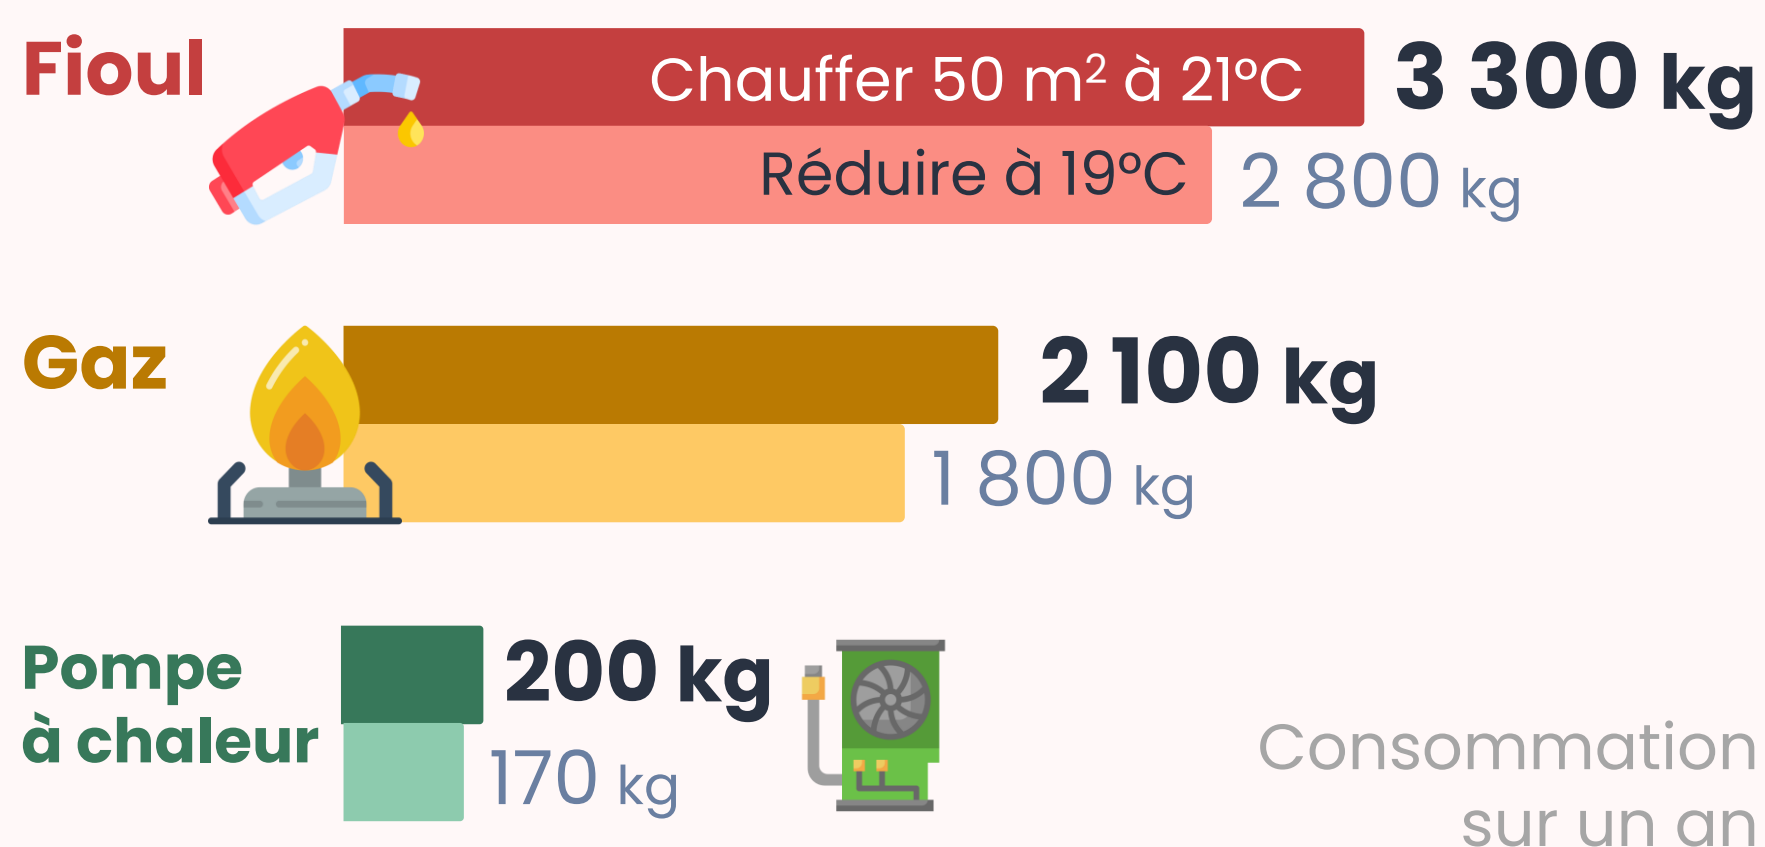 Fioul
Chauffer 50 m² à 21°C
3 300 kg
Réduire à 19°C
2 800 kg
Gaz
2 100 kg
1 800 kg
Pompe
à chaleur
200 kg
170 kg
Consommation
sur un an